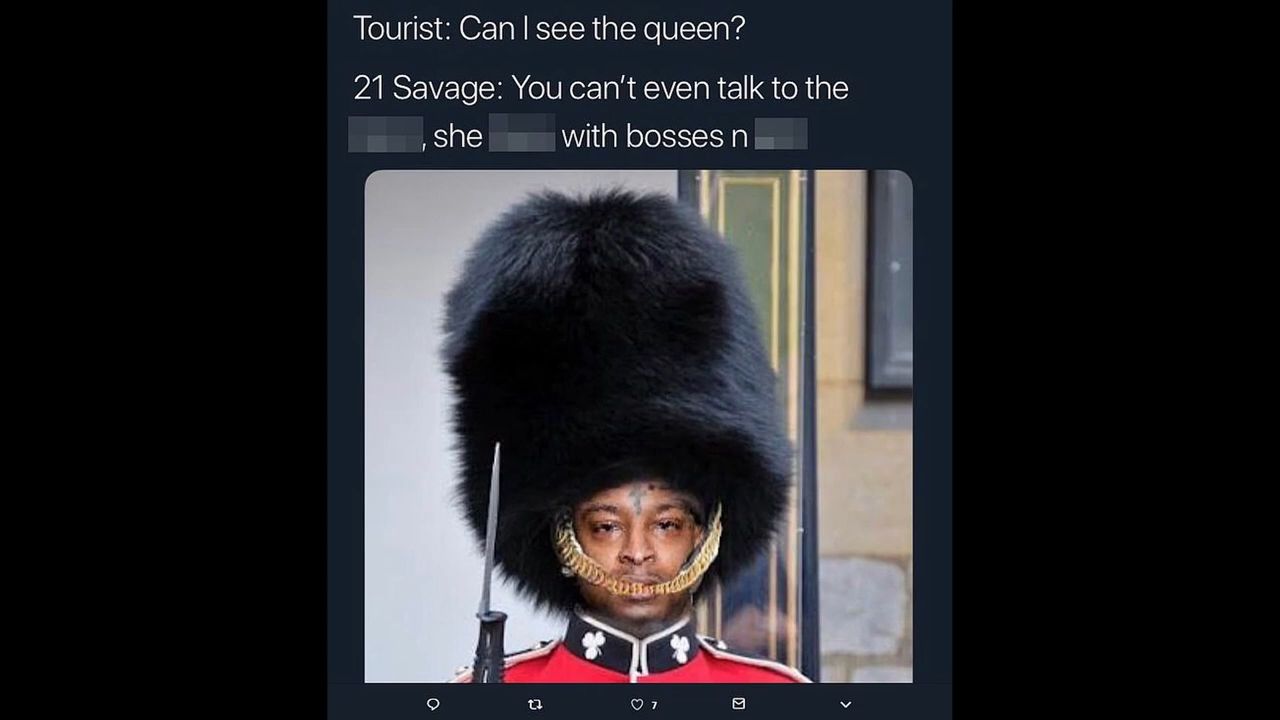 Tourist: Can I see the queen?
21 Savage: You can’t even talk to the
, she with bosses n
7